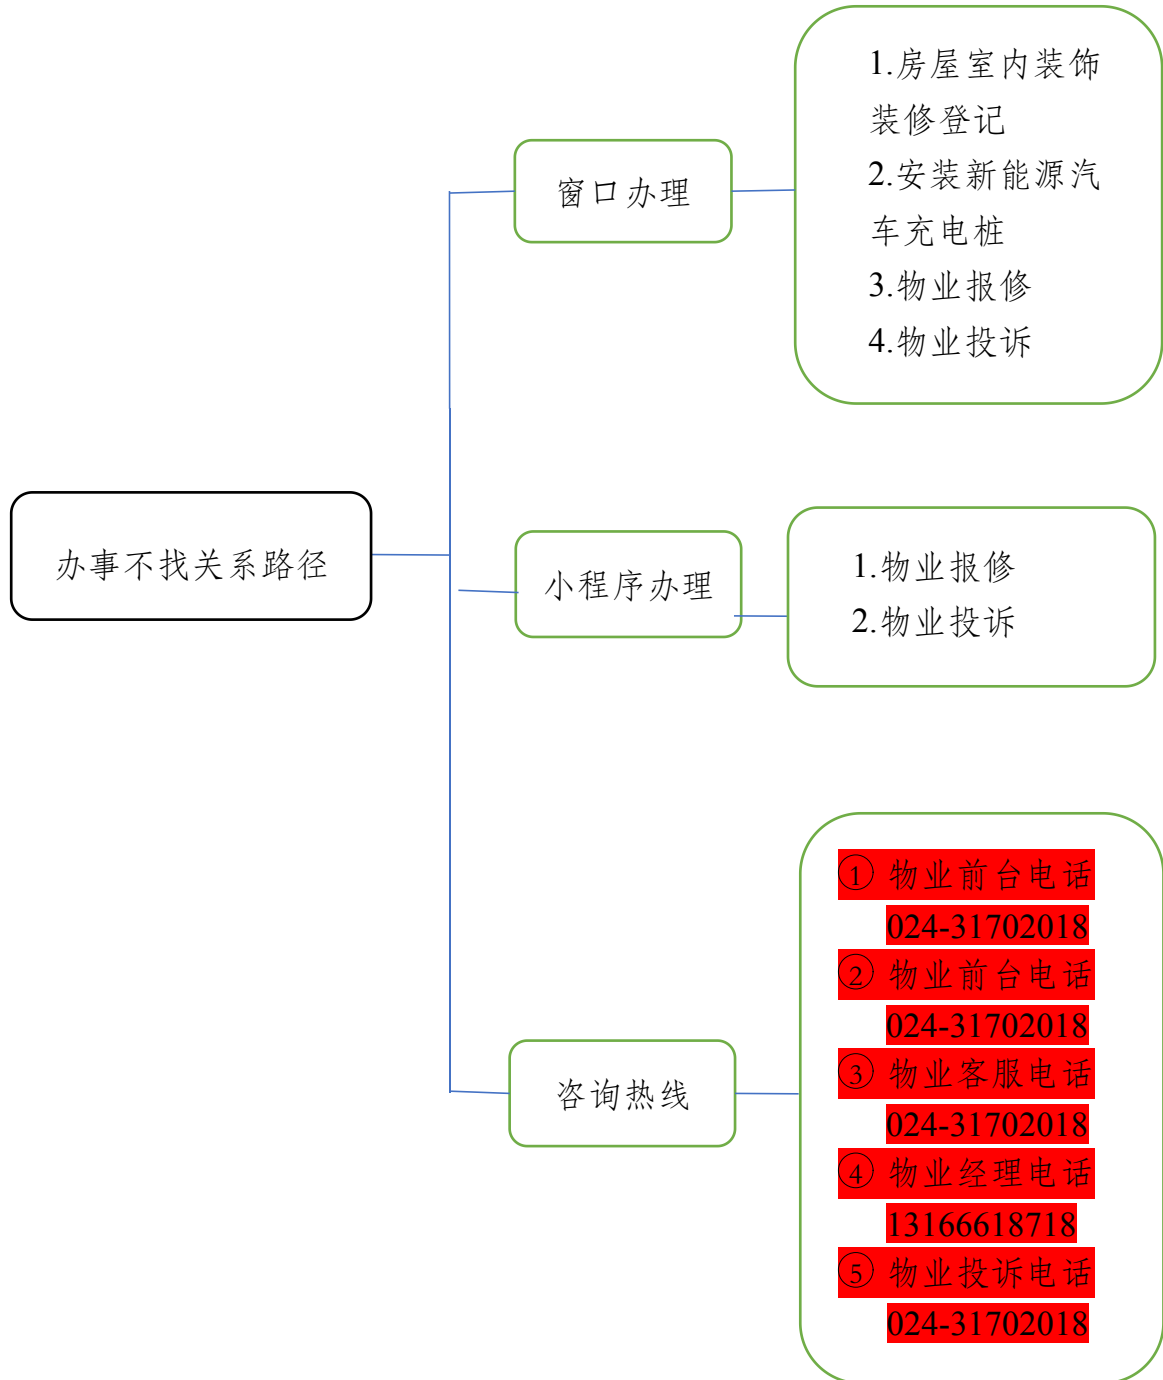 办事不找关系路径
窗口办理
1.房屋室内装饰
装修登记
2.安装新能源汽
车充电桩
3.物业报修
4.物业投诉
小程序办理
1.物业报修
2.物业投诉
咨询热线
① 物业前台电话
024-31702018
② 物业前台电话
024-31702018
③ 物业客服电话
024-31702018
④ 物业经理电话
13166618718
⑤ 物业投诉电话
024-31702018